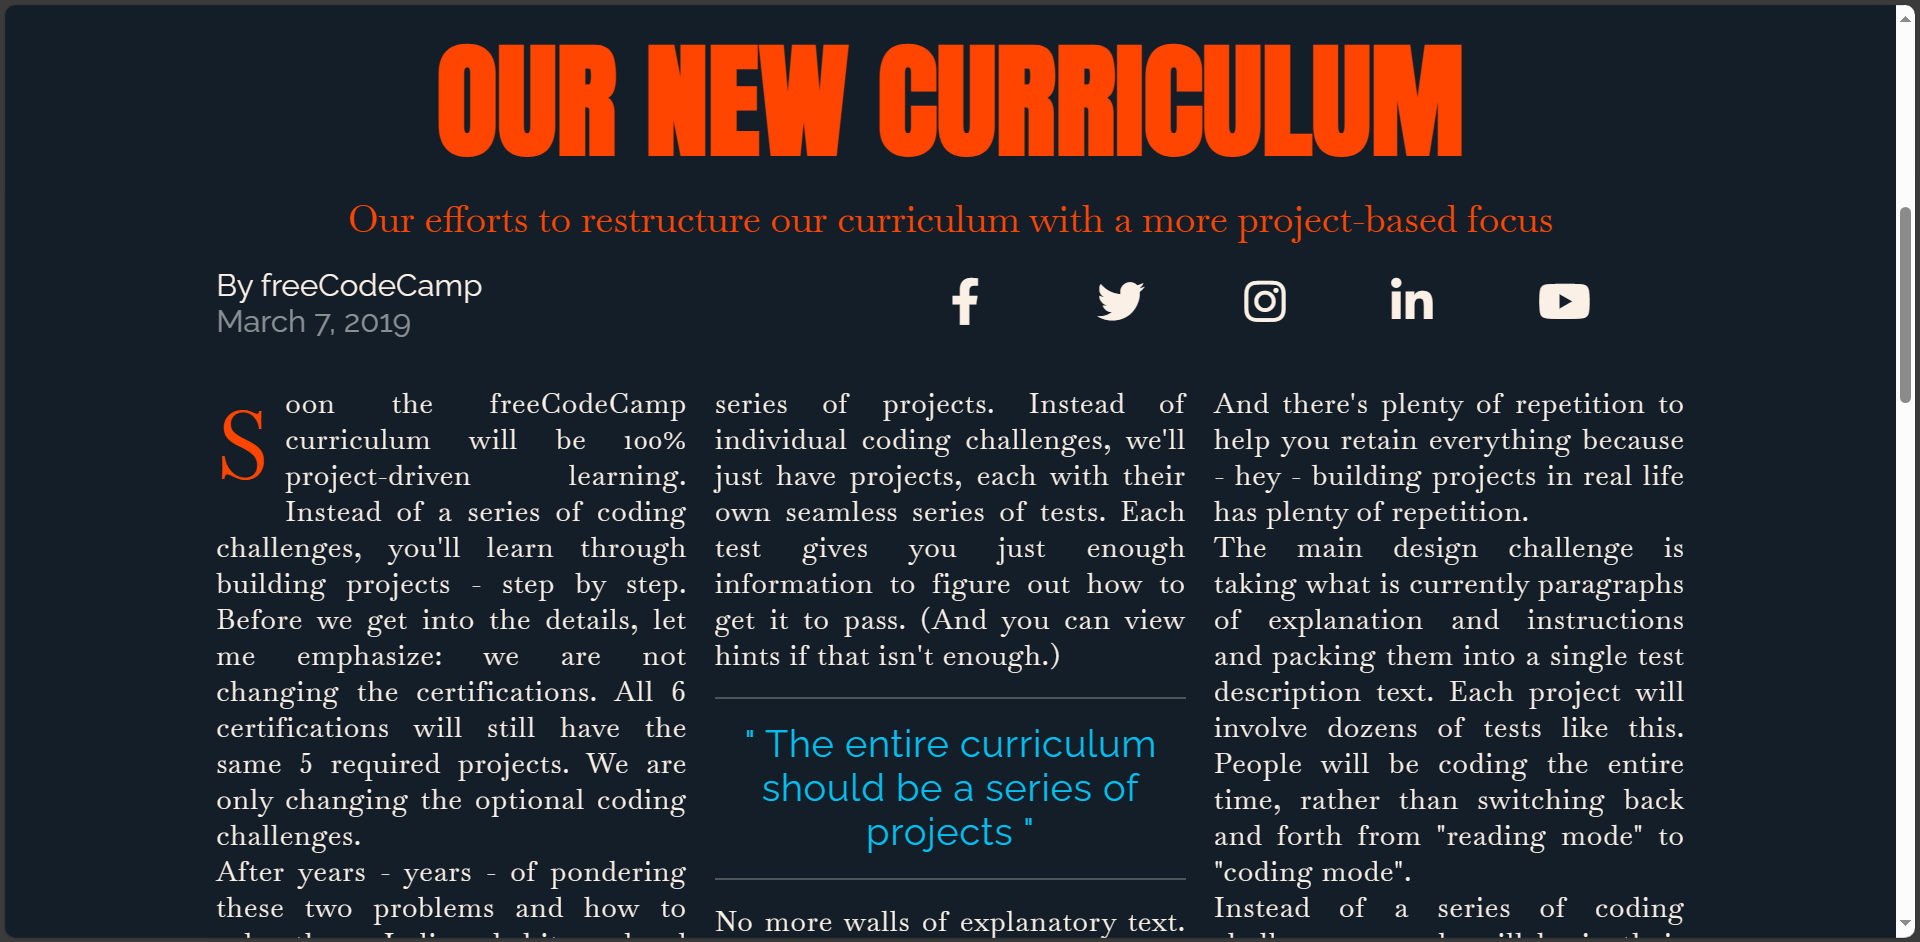 OUR NEW CURRICULUM
Our efforts to restructure our curriculum with a more project-based focus
By freeCodeCamp
March 7, 2019
Soon the freeCodeCamp
curriculum will be 100%
project-driven learning.
Instead of a series of coding
challenges, you'll learn through
building projects - step by step.
Before we get into the details, let
me emphasize: we are not
changing the certifications. All 6
certifications will still have the
same 5 required projects. We are
only changing the optional coding
challenges.
After years - years - of pondering
these two problems and how to
series of projects. Instead of
individual coding challenges, we'll
just have projects, each with their
own seamless series of tests. Each
test gives you just enough
information to figure out how to
get it to pass. (And you can view
hints if that isn't enough.)
" The entire curriculum
should be a series of
projects "
No more walls of explanatory text.
And there's plenty of repetition to
help you retain everything because
- hey - building projects in real life
has plenty of repetition.
The main design challenge is
taking what is currently paragraphs
of explanation and instructions
and packing them into a single test
description text. Each project will
involve dozens of tests like this.
People will be coding the entire
time, rather than switching back
and forth from "reading mode" to
"coding mode".
Instead of a series of coding